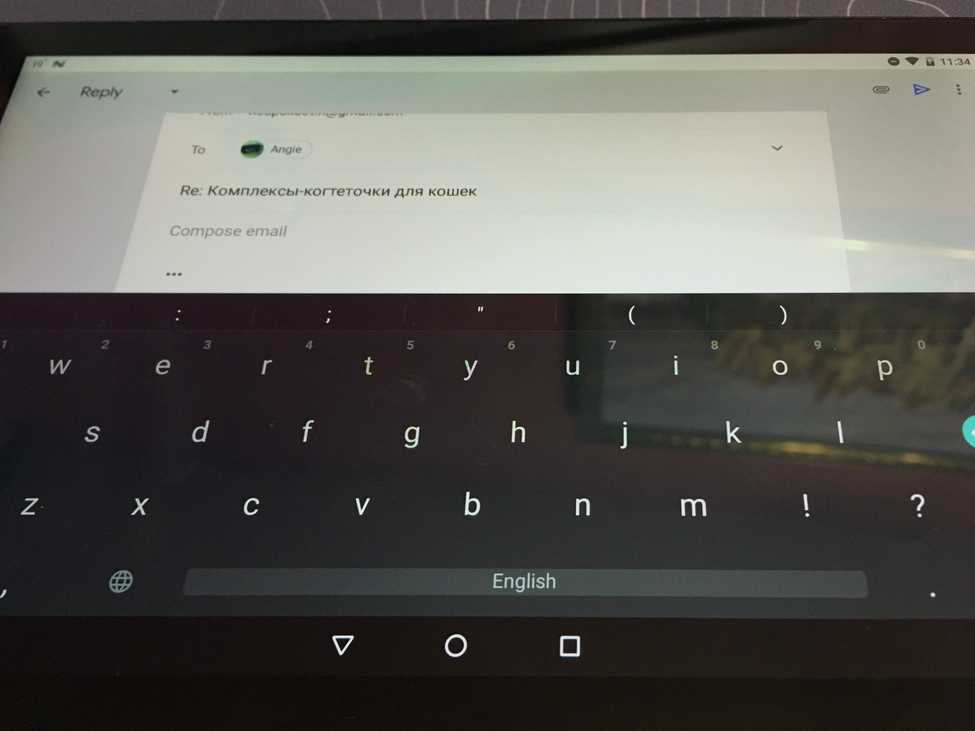 19°
11:34
Reply
To Angie
Re: Комплексы-когтеточки для кошек
Compose email
•••
: ; " ( )
1 2 3 4 5 6 7 8 9 0
w e r t y u i o p
s d f g h j k l
z x c v b n m ! ?
, English .